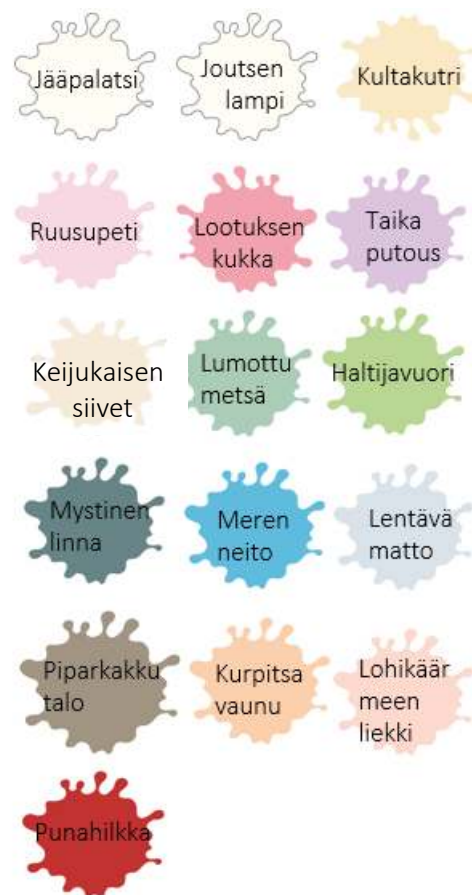 Jääpalatsi
Joutsen
lampi
Kultakutri
Ruusupeti
Lootuksen
kukka
Taika
putous
Keijukaisen
siivet
Lumottu
metsä
Haltijavuori
Mystinen
linna
Meren
neito
Lentävä
matto
Piparkakku
talo
Kurpitsa
vaunu
Lohikäär
meen
liekki
Punahilkka